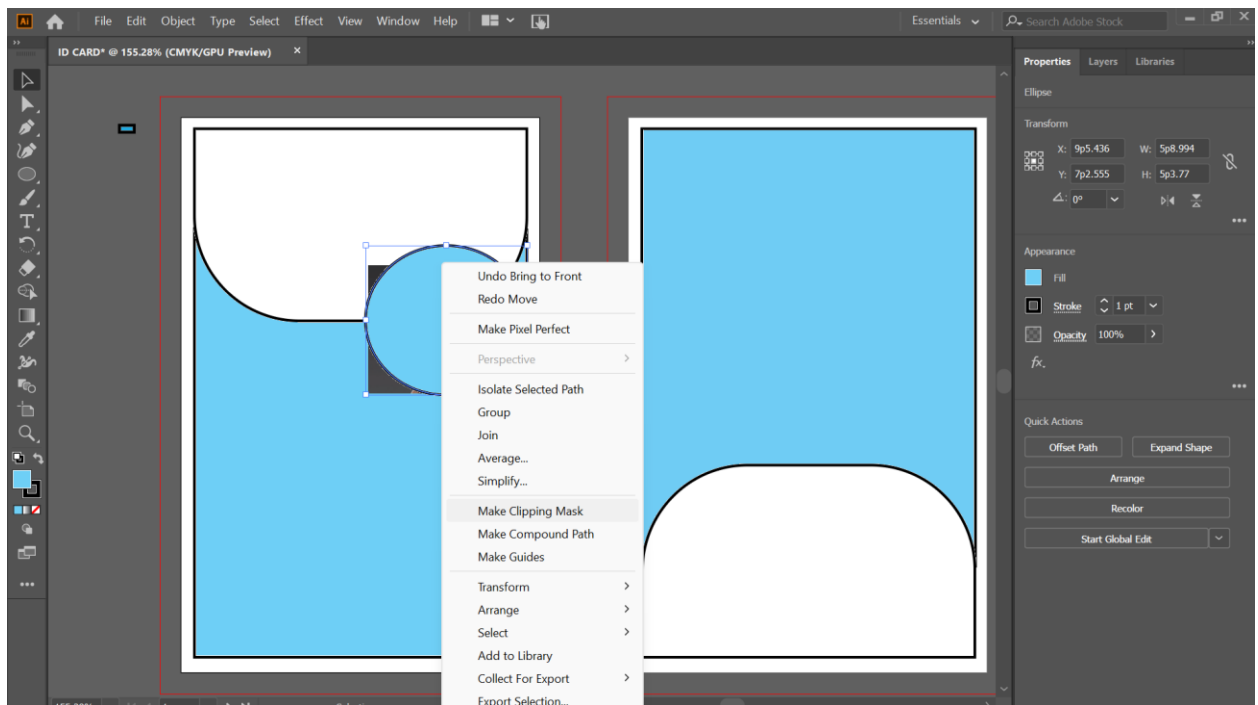 Ai File Edit Object Type Select Effect View Window Help Essentials Search Adobe Stock
ID CARD* @ 155.28% (CMYK/GPU Preview) ×
Properties Layers Libraries
Ellipse
Transform
X: 9p5.436 W: 5p8.994
Y: 7p2.555 H: 5p3.77
0°
Appearance
Fill
Stroke 1 pt
Opacity 100%
fx.
Quick Actions
Offset Path Expand Shape
Arrange
Recolor
Start Global Edit
Undo Bring to Front
Redo Move
Make Pixel Perfect
Perspective
Isolate Selected Path
Group
Join
Average...
Simplify...
Make Clipping Mask
Make Compound Path
Make Guides
Transform
Arrange
Select
Add to Library
Collect For Export
Export Selection...